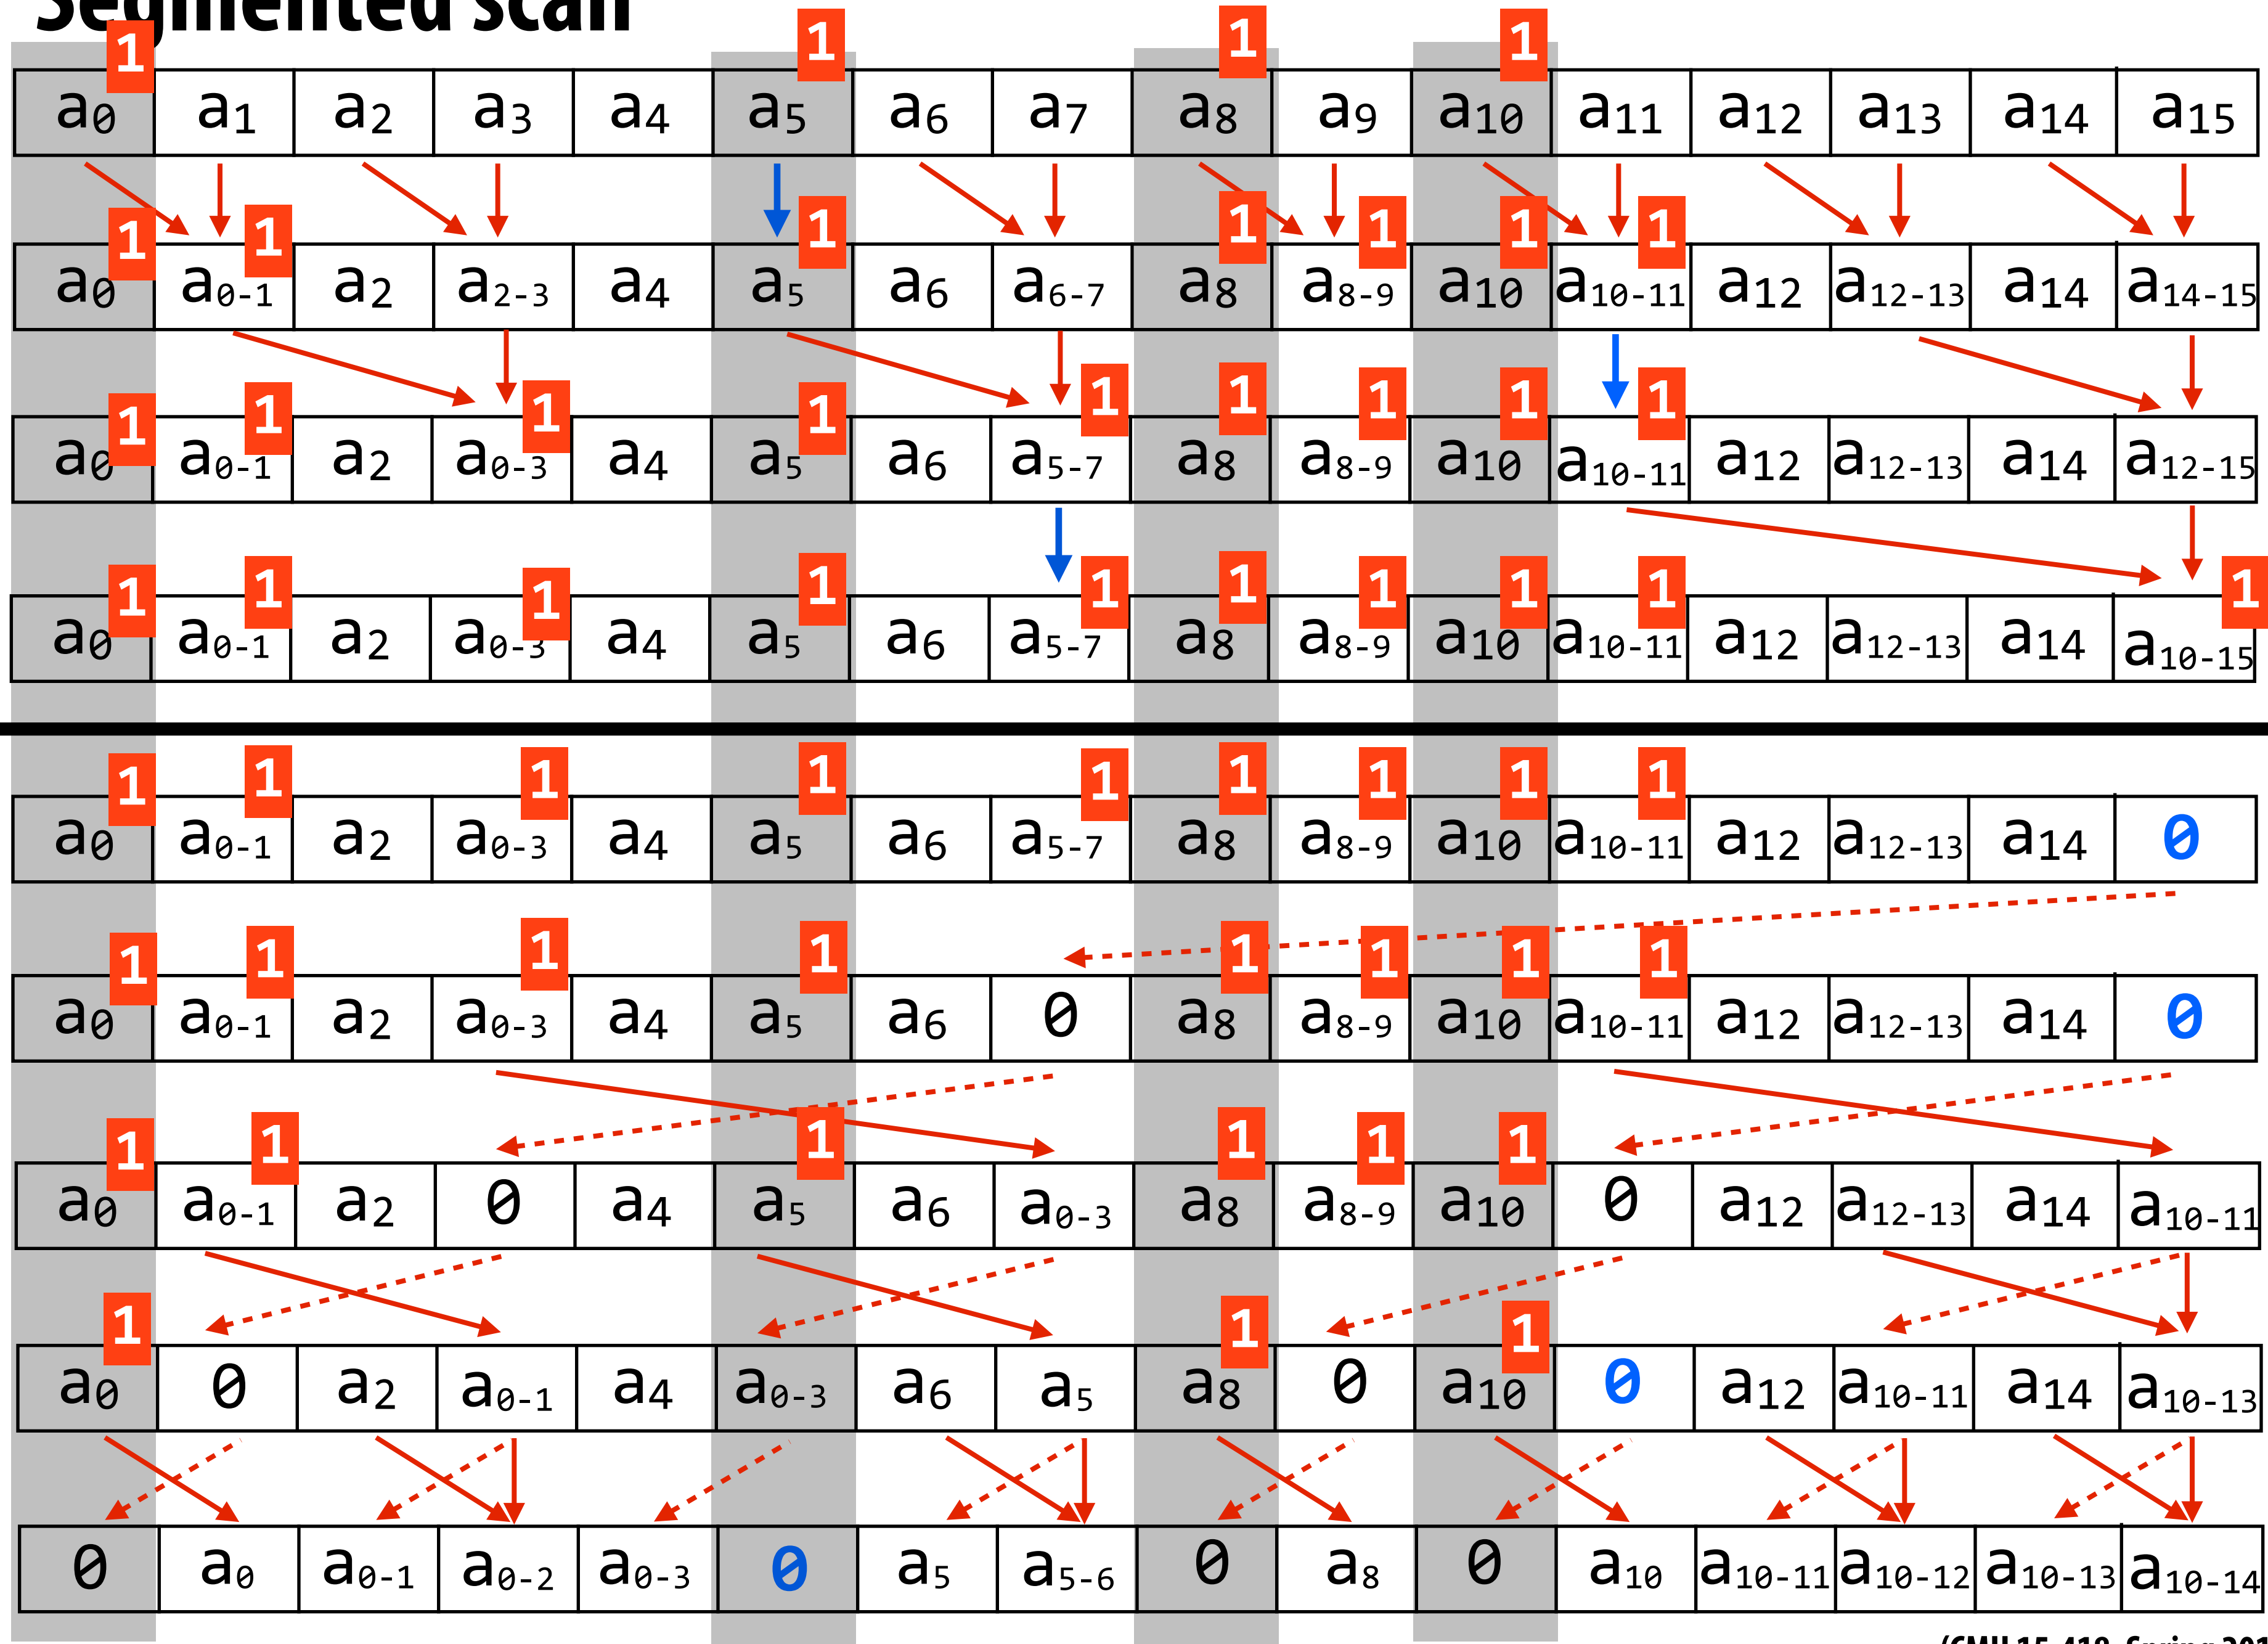 Segmented scan
1 1 1 1
a0 a1 a2 a3 a4 a5 a6 a7 a8 a9 a10 a11 a12 a13 a14 a15
1 1 1 1 1 1 1
a0 a0-1 a2 a2-3 a4 a5 a6 a6-7 a8 a8-9 a10 a10-11 a12 a12-13 a14 a14-15
1 1 1 1 1 1 1 1 1
a0 a0-1 a2 a0-3 a4 a5 a6 a5-7 a8 a8-9 a10 a10-11 a12 a12-13 a14 a12-15
1 1 1 1 1 1 1 1 1 1
a0 a0-1 a2 a0-3 a4 a5 a6 a5-7 a8 a8-9 a10 a10-11 a12 a12-13 a14 a10-15
1 1 1 1 1 1 1 1 1
a0 a0-1 a2 a0-3 a4 a5 a6 a5-7 a8 a8-9 a10 a10-11 a12 a12-13 a14 0
1 1 1 1 1 1 1 1
a0 a0-1 a2 a0-3 a4 a5 a6 0 a8 a8-9 a10 a10-11 a12 a12-13 a14 0
1 1 1 1 1 1
a0 a0-1 a2 0 a4 a5 a6 a0-3 a8 a8-9 a10 0 a12 a12-13 a14 a10-11
1 1 1
a0 0 a2 a0-1 a4 a0-3 a6 a5 a8 0 a10 0 a12 a10-11 a14 a10-13
0 a0 a0-1 a0-2 a0-3 0 a5 a5-6 0 a8 0 a10 a10-11 a10-12 a10-13 a10-14
(CMU 15-418, Spring 201